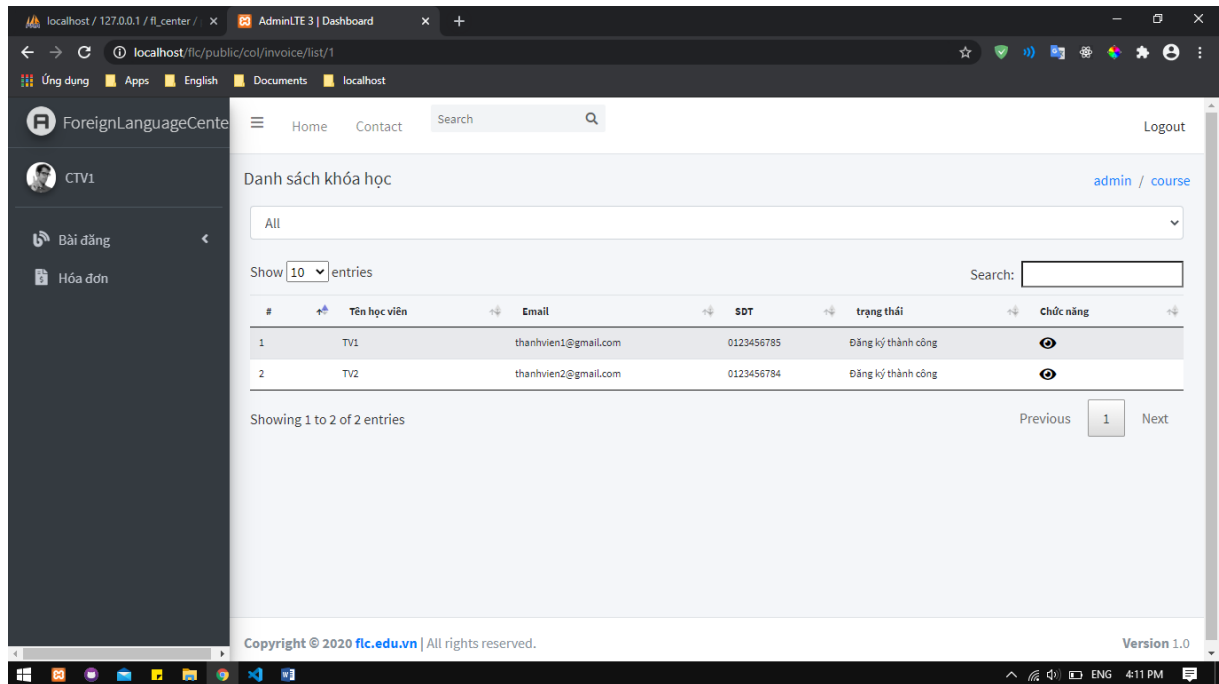 localhost / 127.0.0.1 / fl_center /
AdminLTE 3 | Dashboard
localhost/flc/public/col/invoice/list/1
Ứng dụng Apps English Documents localhost
ForeignLanguageCente
Home Contact Search
Logout
CTV1
Danh sách khóa học
admin / course
All
Bài đăng
Hóa đơn
Show 10 entries
Search:
# Tên học viên Email SDT trạng thái Chức năng
1 TV1 thanhvien1@gmail.com 0123456785 Đăng ký thành công
2 TV2 thanhvien2@gmail.com 0123456784 Đăng ký thành công
Showing 1 to 2 of 2 entries
Previous 1 Next
Copyright © 2020 flc.edu.vn | All rights reserved.
Version 1.0
ENG 4:11 PM